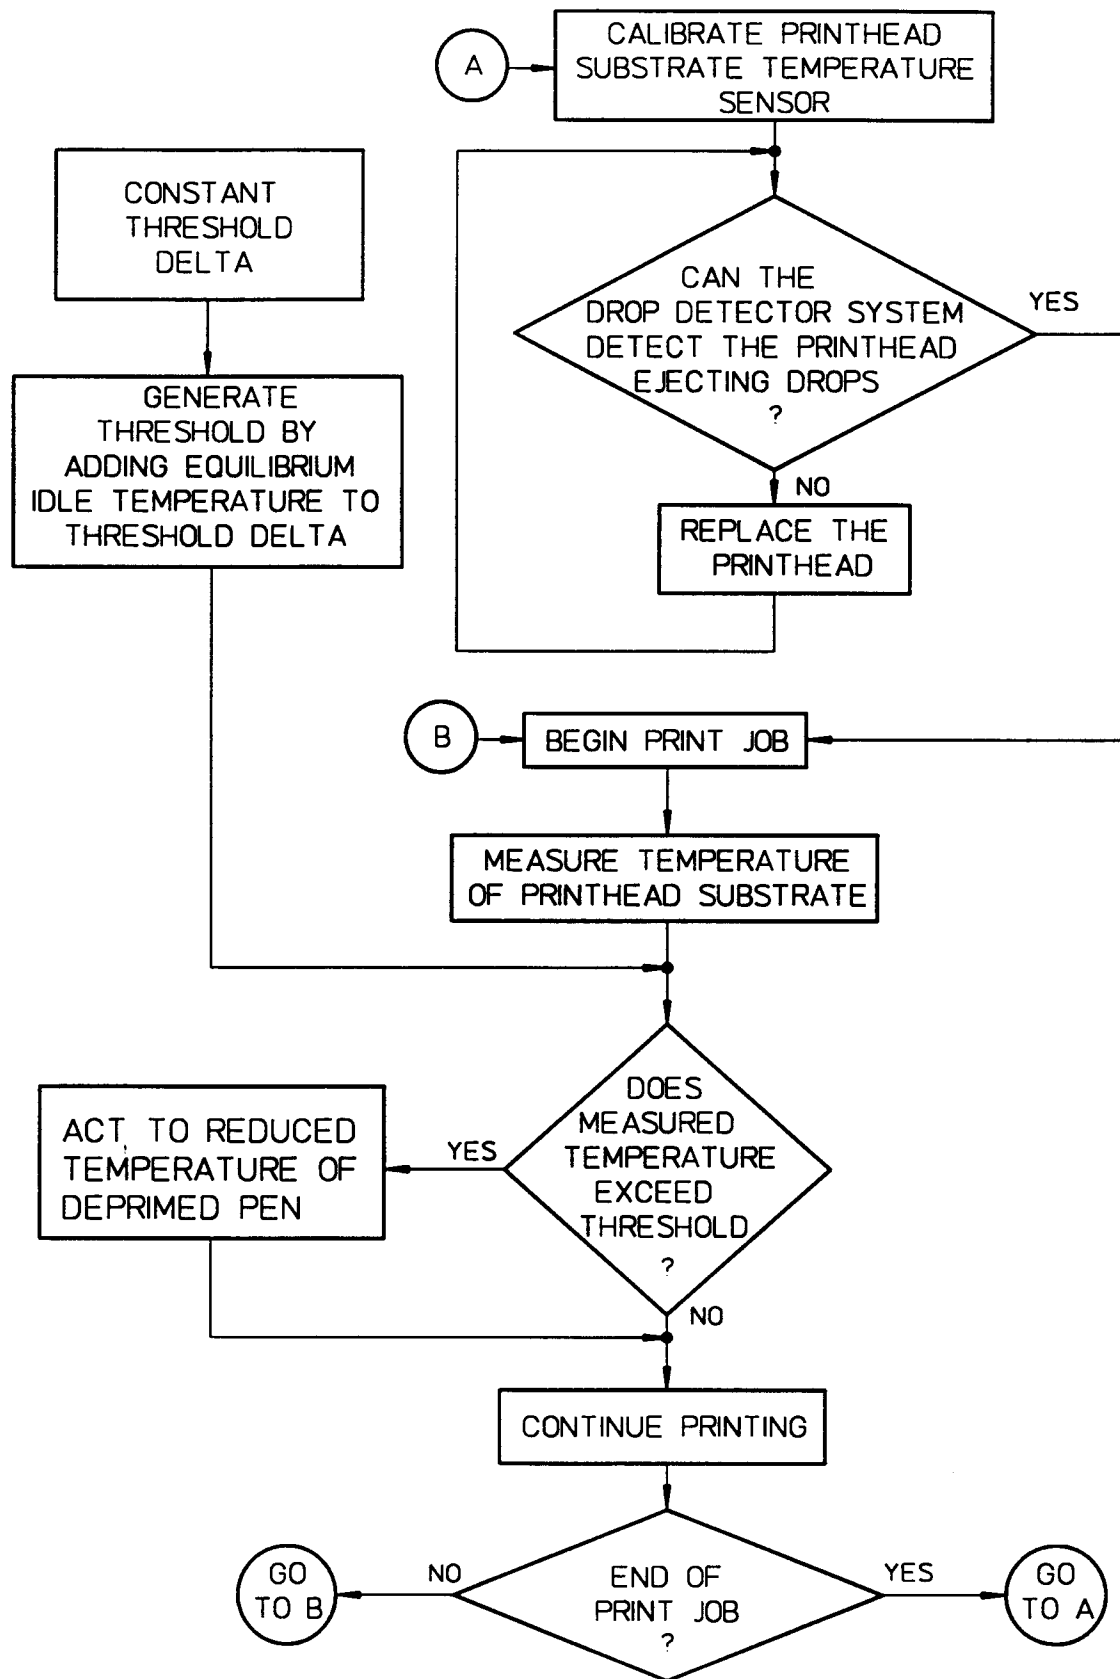 A
CALIBRATE PRINTHEAD
SUBSTRATE TEMPERATURE
SENSOR
CONSTANT
THRESHOLD
DELTA
CAN THE
DROP DETECTOR SYSTEM
DETECT THE PRINTHEAD
EJECTING DROPS
?
YES
NO
GENERATE
THRESHOLD BY
ADDING EQUILIBRIUM
IDLE TEMPERATURE TO
THRESHOLD DELTA
REPLACE THE
PRINTHEAD
B
BEGIN PRINT JOB
MEASURE TEMPERATURE
OF PRINTHEAD SUBSTRATE
DOES
MEASURED
TEMPERATURE
EXCEED
THRESHOLD
?
YES
ACT TO REDUCED
TEMPERATURE OF
DEPRIMED PEN
NO
CONTINUE PRINTING
END OF
PRINT JOB
?
NO
GO
TO B
YES
GO
TO A